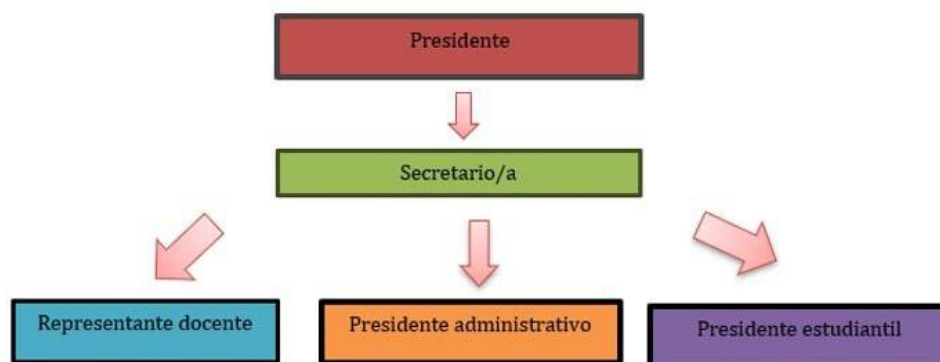 Presidente
Secretario/a
Representante docente
Presidente administrativo
Presidente estudiantil